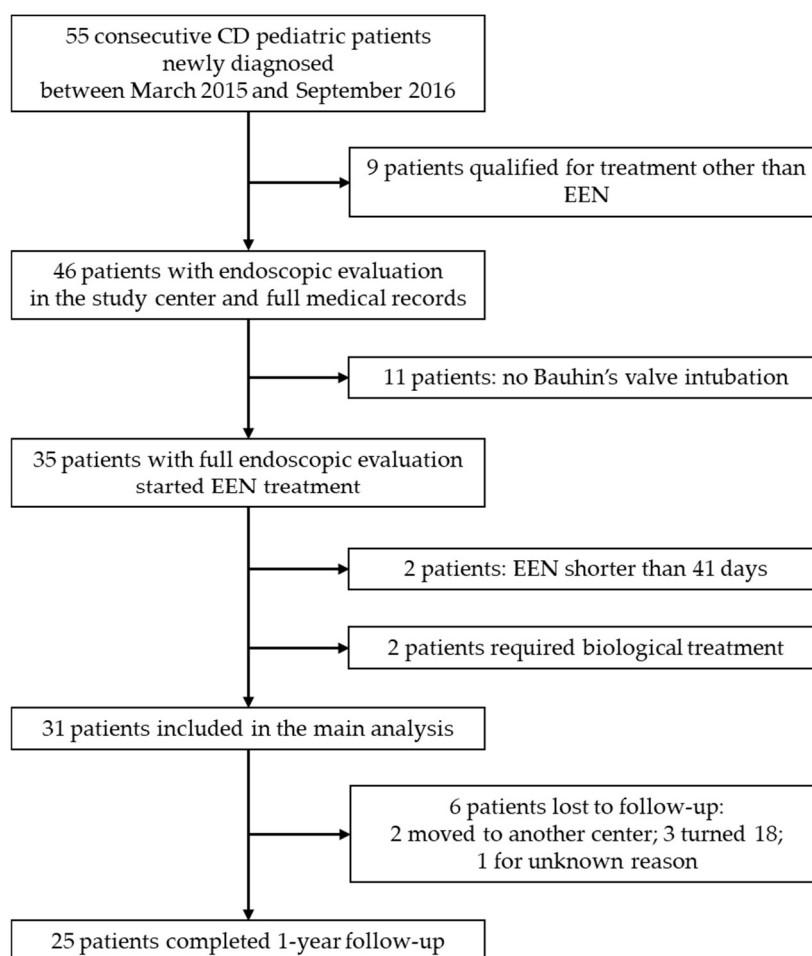 55 consecutive CD pediatric patients
newly diagnosed
between March 2015 and September 2016
9 patients qualified for treatment other than
EEN
46 patients with endoscopic evaluation
in the study center and full medical records
11 patients: no Bauhin's valve intubation
35 patients with full endoscopic evaluation
started EEN treatment
2 patients: EEN shorter than 41 days
2 patients required biological treatment
31 patients included in the main analysis
6 patients lost to follow-up:
2 moved to another center; 3 turned 18;
1 for unknown reason
25 patients completed 1-year follow-up